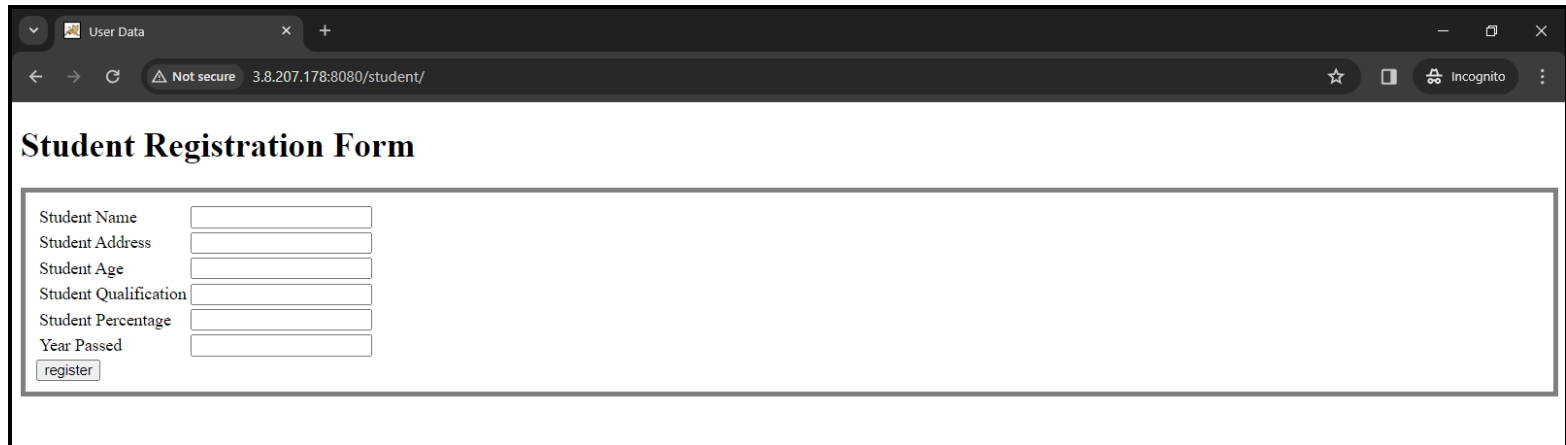 User Data
Not secure 3.8.207.178:8080/student/
Incognito
Student Registration Form
Student Name
Student Address
Student Age
Student Qualification
Student Percentage
Year Passed
register